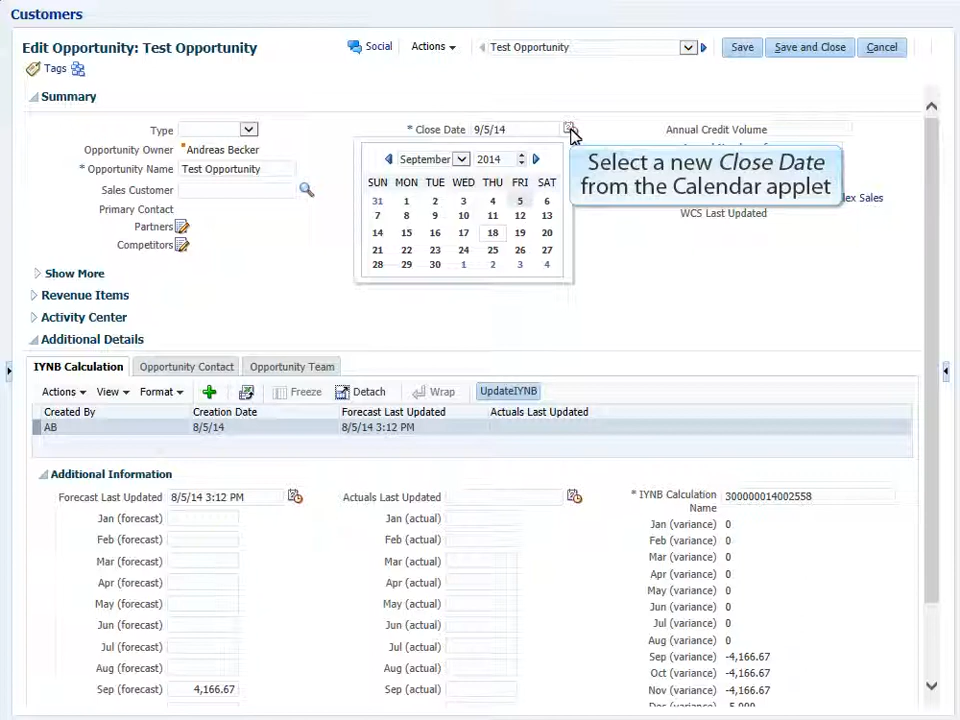 Customers
Edit Opportunity: Test Opportunity
Social
Actions
Test Opportunity
Save
Save and Close
Cancel
Tags
Summary
Type
Opportunity Owner
Andreas Becker
* Opportunity Name
Test Opportunity
Sales Customer
Primary Contact
Partners
Competitors
* Close Date
9/5/14
September
2014
SUN MON TUE WED THU FRI SAT
31 1 2 3 4 5 6
7 8 9 10 11 12 13
14 15 16 17 18 19 20
21 22 23 24 25 26 27
28 29 30 1 2 3 4
Annual Credit Volume
Select a new Close Date
from the Calendar applet
WCS Last Updated
Show More
Revenue Items
Activity Center
Additional Details
IYNB Calculation
Opportunity Contact
Opportunity Team
Actions View Format Freeze Detach Wrap UpdateIYNB
Created By Creation Date Forecast Last Updated Actuals Last Updated
AB 8/5/14 8/5/14 3:12 PM
Additional Information
Forecast Last Updated 8/5/14 3:12 PM
Jan (forecast)
Feb (forecast)
Mar (forecast)
Apr (forecast)
May (forecast)
Jun (forecast)
Jul (forecast)
Aug (forecast)
Sep (forecast) 4,166.67
Actuals Last Updated
Jan (actual)
Feb (actual)
Mar (actual)
Apr (actual)
May (actual)
Jun (actual)
Jul (actual)
Aug (actual)
Sep (actual)
* IYNB Calculation 300000014002558
Name
Jan (variance) 0
Feb (variance) 0
Mar (variance) 0
Apr (variance) 0
May (variance) 0
Jun (variance) 0
Jul (variance) 0
Aug (variance) 0
Sep (variance) -4,166.67
Oct (variance) -4,166.67
Nov (variance) -4,166.67